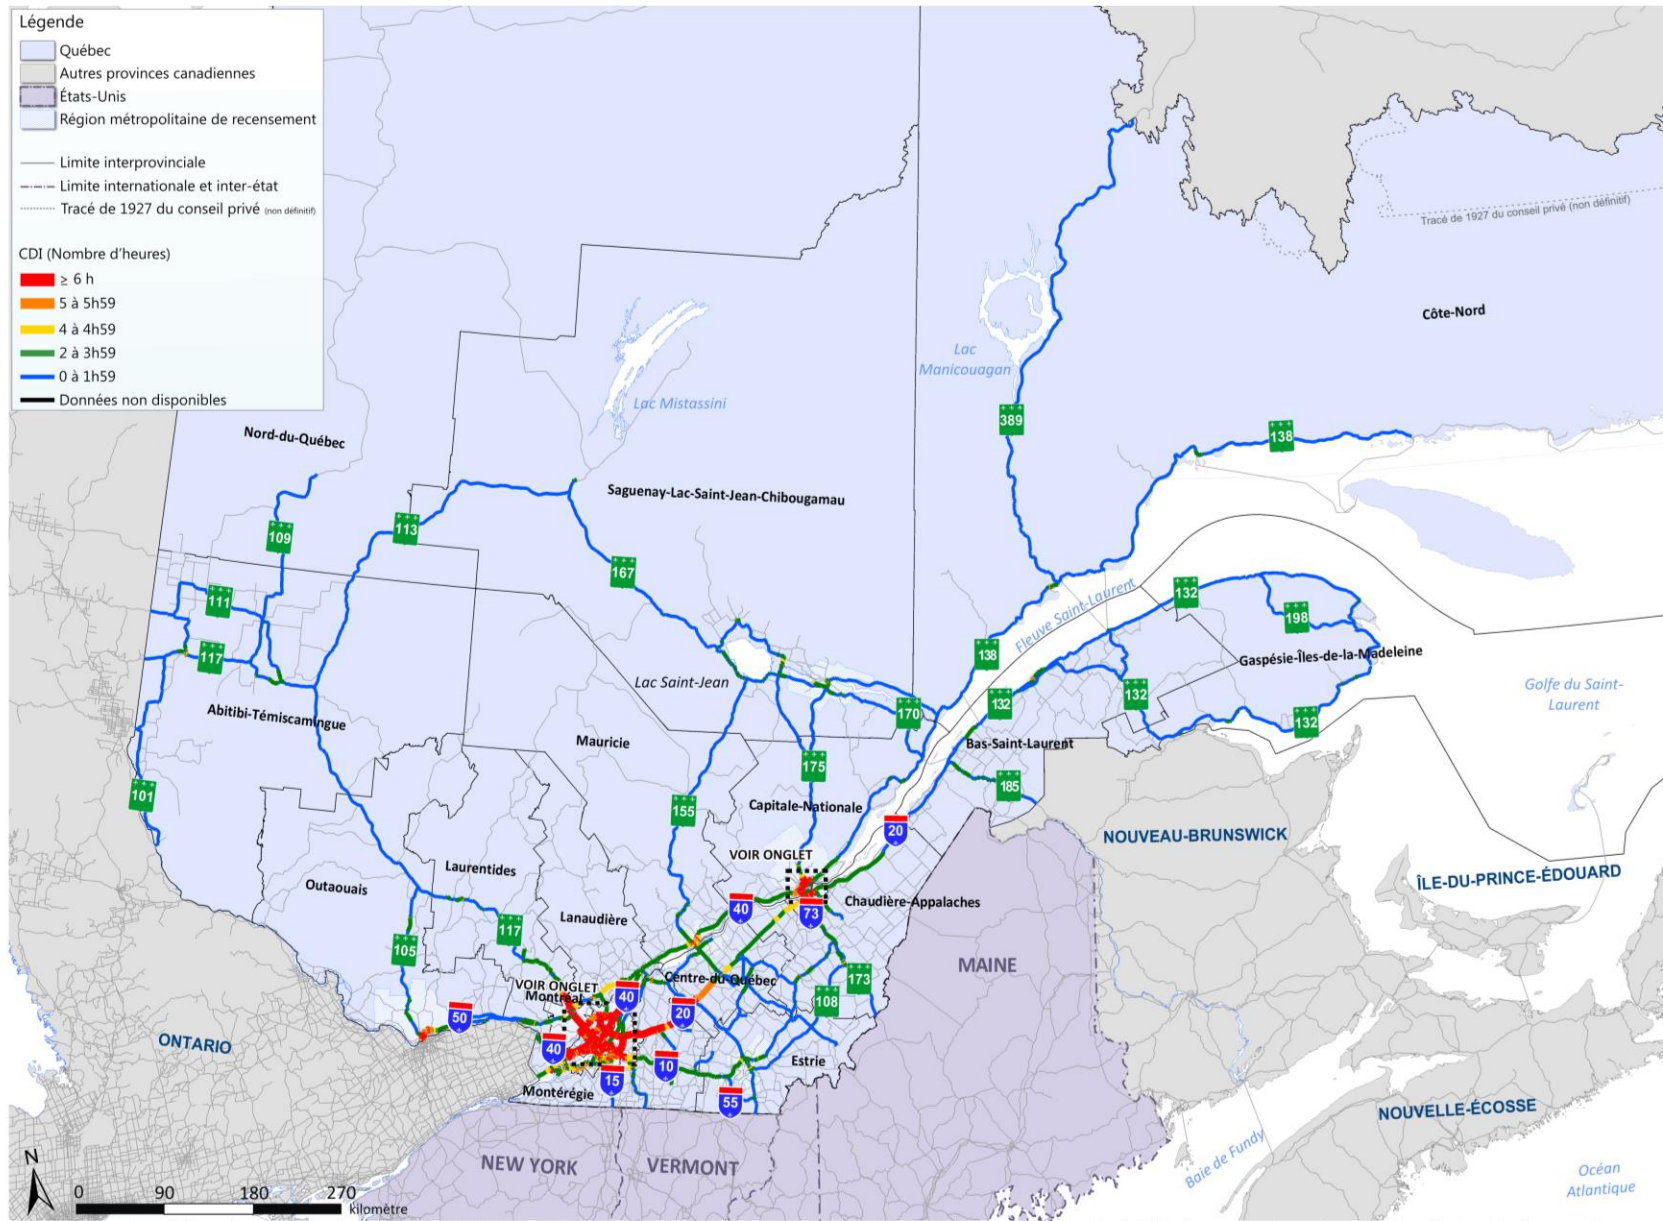 Légende
Québec
Autres provinces canadiennes
États-Unis
Région métropolitaine de recensement
Limite interprovinciale
Limite internationale et inter-état
Tracé de 1927 du conseil privé (non définitif)
CDI (Nombre d'heures)
≥ 6 h
5 à 5h59
4 à 4h59
2 à 3h59
0 à 1h59
Données non disponibles
Tracé de 1927 du conseil privé (non définitif)
Côte-Nord
Lac
Manicouagan
Lac Mistassini
389
138
Nord-du-Québec
Saguenay-Lac-Saint-Jean-Chibougamau
109
113
167
111
117
Fleuve Saint-Laurent
132
198
138
Gaspésie-Îles-de-la-Madeleine
Lac Saint-Jean
132
132
170
132
Golfe du Saint-
Laurent
Abitibi-Témiscamingue
Mauricie
Bas-Saint-Laurent
175
185
101
155
Capitale-Nationale
20
NOUVEAU-BRUNSWICK
VOIR ONGLET
Laurentides
Outaouais
ÎLE-DU-PRINCE-ÉDOUARD
Chaudière-Appalaches
40
73
Lanaudière
117
105
MAINE
Centre-du-Québec
173
VOIR ONGLET
Montréal
40
108
20
50
ONTARIO
40
Estrie
10
15
Montérégie
55
NOUVELLE-ÉCOSSE
NEW YORK
VERMONT
Baie de Fundy
Océan
Atlantique
N
0 90 180 270
kilomètre